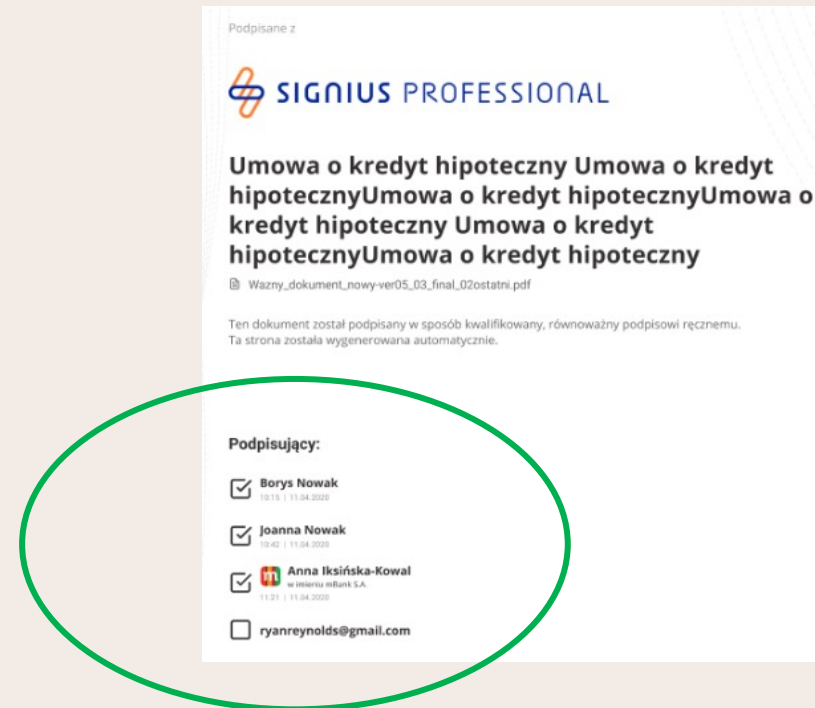 Podpisane z
SIGNIUS PROFESSIONAL
Umowa o kredyt hipoteczny Umowa o kredyt
hipotecznyUmowa o kredyt hipotecznyUmowa o
kredyt hipoteczny Umowa o kredyt
hipotecznyUmowa o kredyt hipoteczny
Wazny_dokument_nowy-ver05_03_final_02ostatni.pdf
Ten dokument został podpisany w sposób kwalifikowany, równoważny podpisowi ręcznemu.
Ta strona została wygenerowana automatycznie.
Podpisujący:
Borys Nowak
10:15 | 11.04.2020
Joanna Nowak
10:42 | 11.04.2020
m Anna Iksińska-Kowal
w imieniu mBank S.A.
11:21 | 11.04.2020
ryanreynolds@gmail.com